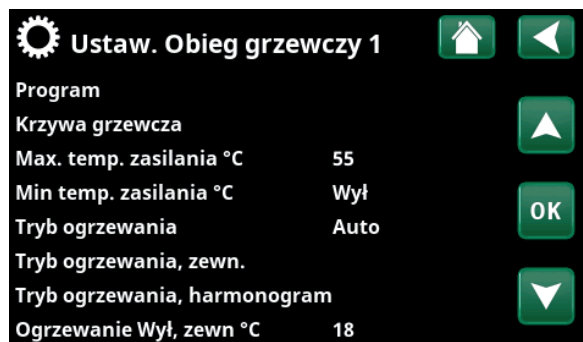 Ustaw. Obieg grzewczy 1
Program
Krzywa grzewcza
Max. temp. zasilania °C 55
Min temp. zasilania °C Wył
OK
Tryb ogrzewania Auto
Tryb ogrzewania, zewn.
Tryb ogrzewania, harmonogram
Ogrzewanie Wył, zewn °C 18